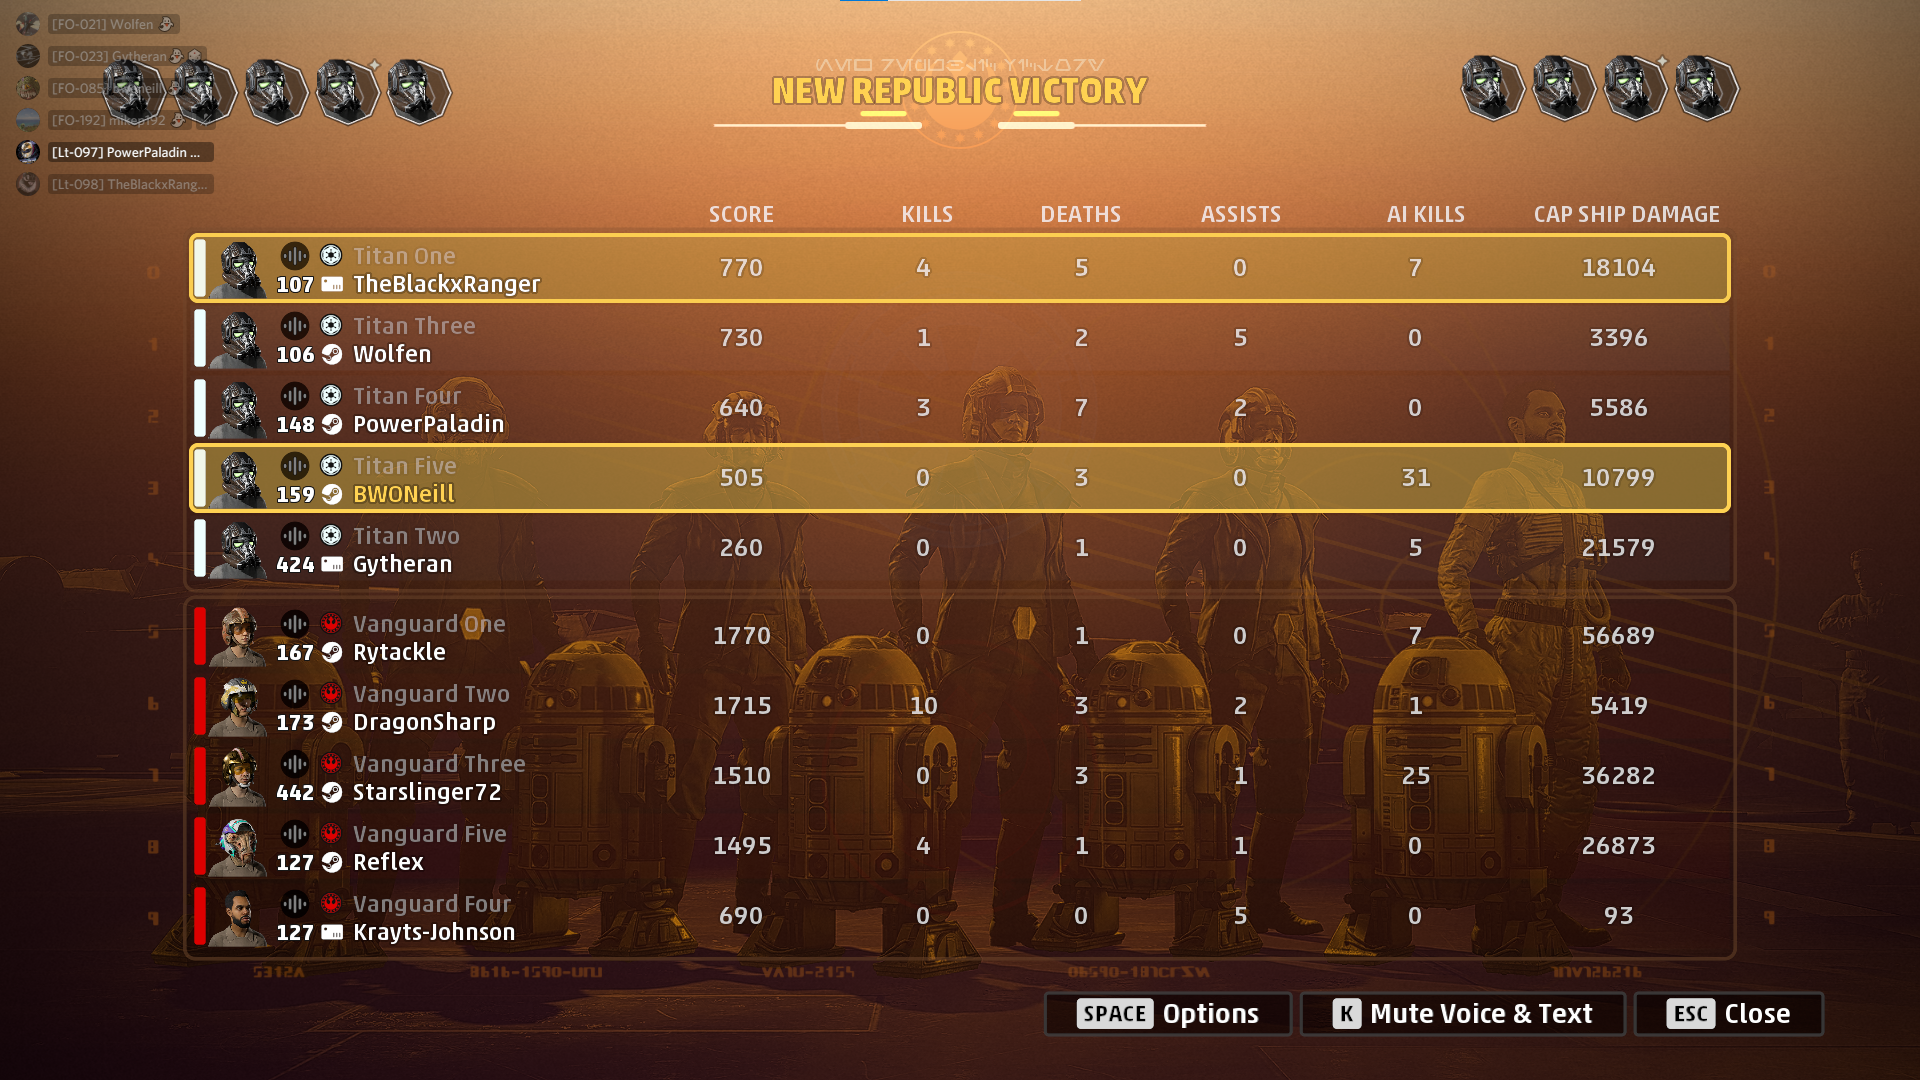 [FO-021] Wolfen
[FO-023] Gytheran
[FO-085]
[FO-192] mikep192
[Lt-097] PowerPaladin ...
[Lt-098] TheBlackxRang...
NEW REPUBLIC VICTORY
SCORE KILLS DEATHS ASSISTS AI KILLS CAP SHIP DAMAGE
Titan One
107 TheBlackxRanger 770 4 5 0 7 18104
Titan Three
106 Wolfen 730 1 2 5 0 3396
Titan Four
148 PowerPaladin 640 3 7 2 0 5586
Titan Five
159 BWONeill 505 0 3 0 31 10799
Titan Two
424 Gytheran 260 0 1 0 5 21579
Vanguard One
167 Rytackle 1770 0 1 0 7 56689
Vanguard Two
173 DragonSharp 1715 10 3 2 1 5419
Vanguard Three
442 Starslinger72 1510 0 3 1 25 36282
Vanguard Five
127 Reflex 1495 4 1 1 0 26873
Vanguard Four
127 Krayts-Johnson 690 0 0 5 0 93
SPACE Options K Mute Voice & Text ESC Close